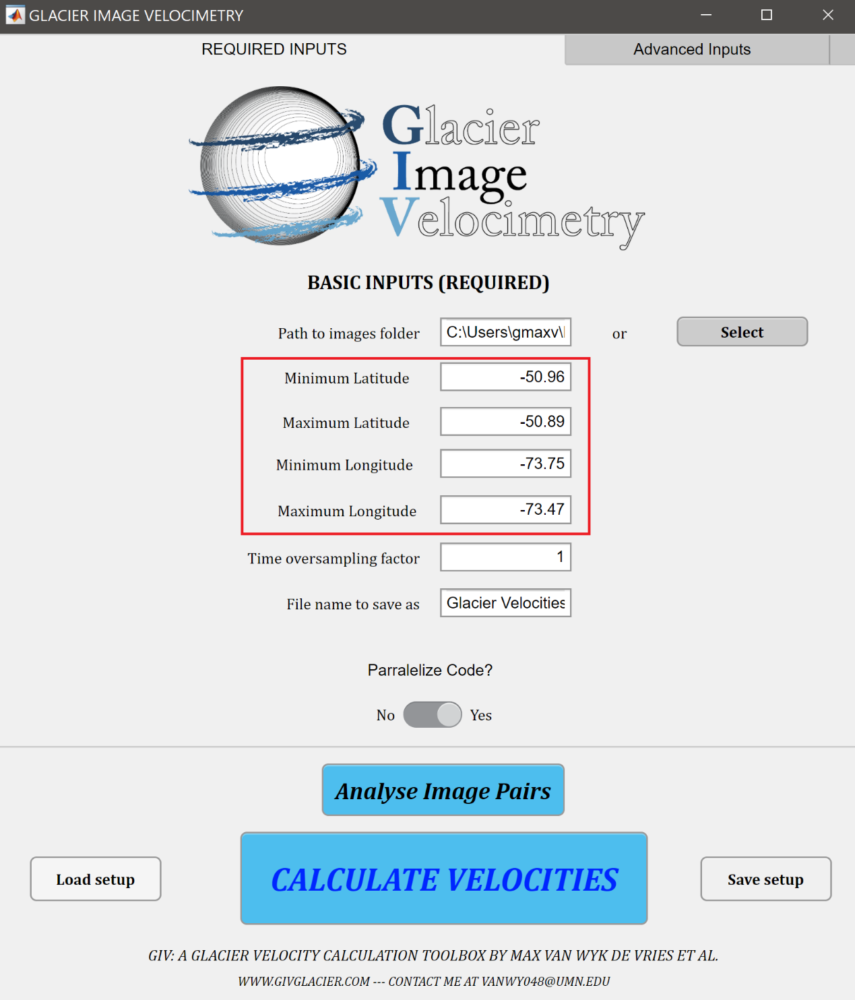 GLACIER IMAGE VELOCIMETRY
REQUIRED INPUTS
Advanced Inputs
Glacier
Image
Velocimetry
BASIC INPUTS (REQUIRED)
Path to images folder C:\Users\gmaxv\ or Select
Minimum Latitude -50.96
Maximum Latitude -50.89
Minimum Longitude -73.75
Maximum Longitude -73.47
Time oversampling factor 1
File name to save as Glacier Velocities
Parralelize Code?
No Yes
Analyse Image Pairs
Load setup CALCULATE VELOCITIES Save setup
GIV: A GLACIER VELOCITY CALCULATION TOOLBOX BY MAX VAN WYK DE VRIES ET AL.
WWW.GIVGLACIER.COM --- CONTACT ME AT VANWY048@UMN.EDU